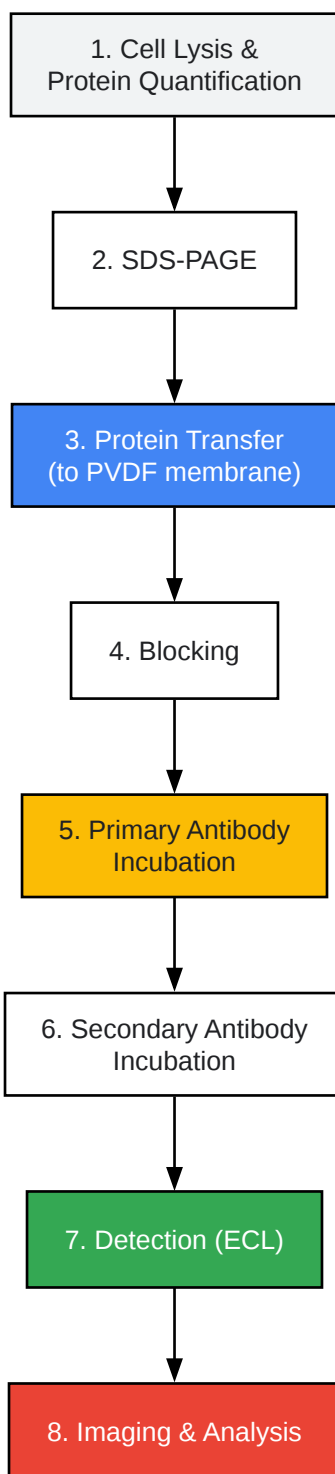 1. Cell Lysis &
Protein Quantification
2. SDS-PAGE
3. Protein Transfer
(to PVDF membrane)
4. Blocking
5. Primary Antibody
Incubation
6. Secondary Antibody
Incubation
7. Detection (ECL)
8. Imaging & Analysis